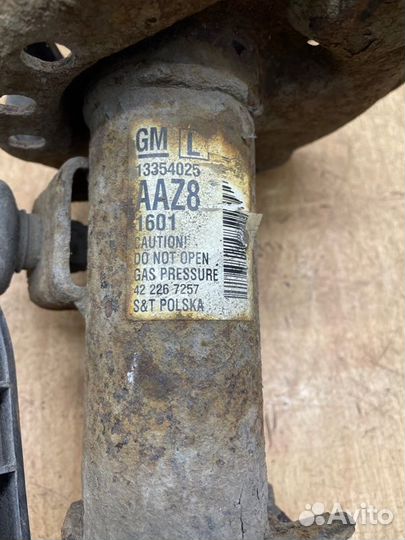 GM L
13354025
AAZ8
1601
CAUTION!
DO NOT OPEN
GAS PRESSURE
42 226 7257
S&T POLSKA
Avito